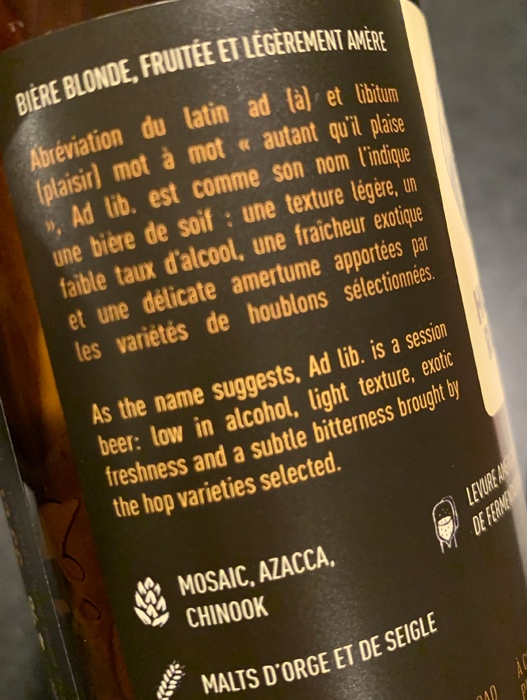 BIÈRE BLONDE, FRUITÉE ET LÉGÈREMENT AMÈRE
Abréviation du latin ad (à) et libitum
(plaisir) mot à mot « autant qu'il plaise
», Ad lib. est comme son nom l'indique
une bière de soif : une texture légère, un
faible taux d'alcool, une fraîcheur exotique
et une délicate amertume apportées par
les variétés de houblons sélectionnées.
As the name suggests, Ad lib. is a session
beer: low in alcohol, light texture, exotic
freshness and a subtle bitterness brought by
the hop varieties selected.
MOSAIC, AZACCA,
CHINOOK
LEVURE
DE
MALTS D'ORGE ET DE SEIGLE